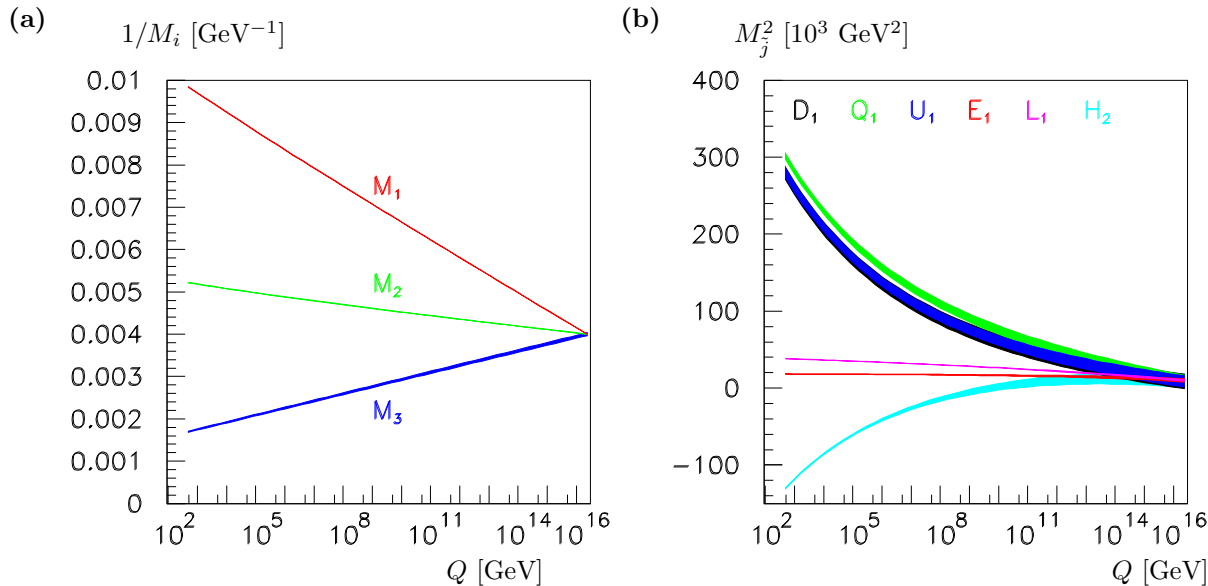 (a)
1/M_i [GeV^{-1}]
0.01
0.009
0.008
0.007
0.006
0.005
0.004
0.003
0.002
0.001
0
M_1
M_2
M_3
10^2 10^5 10^8 10^{11} 10^{14} 10^{16}
Q [GeV]
(b)
M_{\tilde{j}}^2 [10^3 GeV^2]
400
300
200
100
0
−100
D_1 Q_1 U_1 E_1 L_1 H_2
10^2 10^5 10^8 10^{11} 10^{14} 10^{16}
Q [GeV]